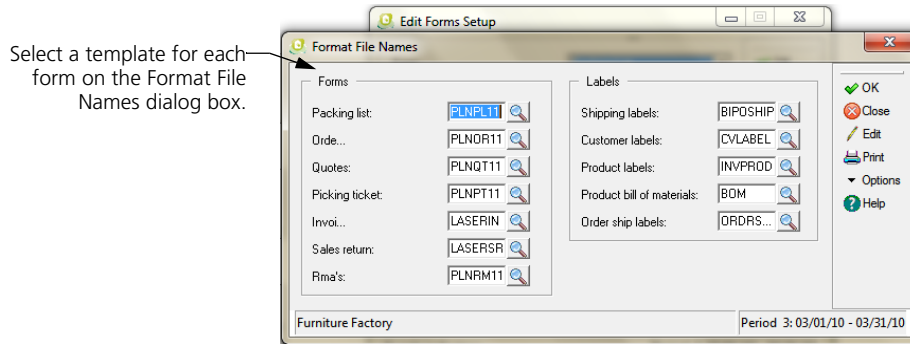 Edit Forms Setup
Format File Names
Select a template for each
form on the Format File
Names dialog box.
Forms
Packing list: PLNPL11
Orde... PLNOR11
Quotes: PLNQT11
Picking ticket: PLNPT11
Invoi... LASERIN
Sales return: LASERSR
Rma's: PLNRM11
Labels
Shipping labels: BIPOSHIP
Customer labels: CVLABEL
Product labels: INVPROD
Product bill of materials: BOM
Order ship labels: ORDRS...
OK
Close
Edit
Print
Options
Help
Furniture Factory
Period 3: 03/01/10 - 03/31/10